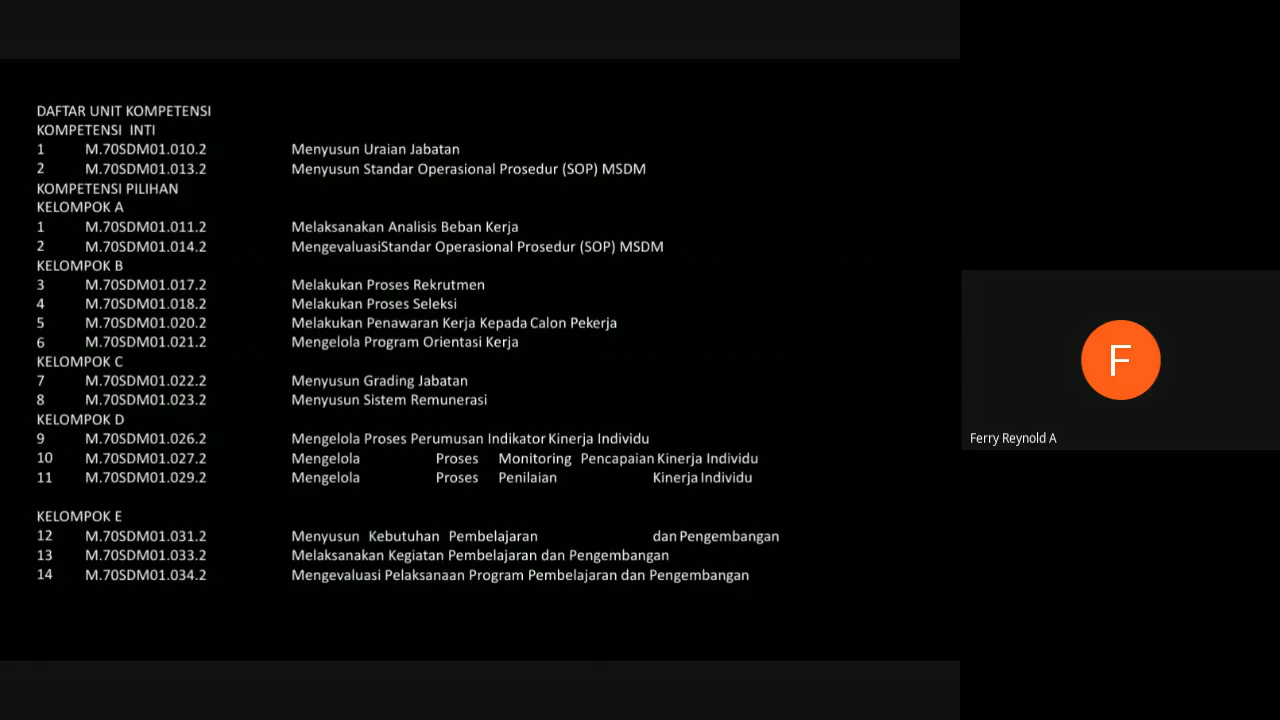 DAFTAR UNIT KOMPETENSI
KOMPETENSI INTI
1 M.70SDM01.010.2 Menyusun Uraian Jabatan
2 M.70SDM01.013.2 Menyusun Standar Operasional Prosedur (SOP) MSDM
KOMPETENSI PILIHAN
KELOMPOK A
1 M.70SDM01.011.2 Melaksanakan Analisis Beban Kerja
2 M.70SDM01.014.2 MengevaluasiStandar Operasional Prosedur (SOP) MSDM
KELOMPOK B
3 M.70SDM01.017.2 Melakukan Proses Rekrutmen
4 M.70SDM01.018.2 Melakukan Proses Seleksi
5 M.70SDM01.020.2 Melakukan Penawaran Kerja Kepada Calon Pekerja
6 M.70SDM01.021.2 Mengelola Program Orientasi Kerja
KELOMPOK C
7 M.70SDM01.022.2 Menyusun Grading Jabatan
8 M.70SDM01.023.2 Menyusun Sistem Remunerasi
KELOMPOK D
9 M.70SDM01.026.2 Mengelola Proses Perumusan Indikator Kinerja Individu
10 M.70SDM01.027.2 Mengelola Proses Monitoring Pencapaian Kinerja Individu
11 M.70SDM01.029.2 Mengelola Proses Penilaian Kinerja Individu
KELOMPOK E
12 M.70SDM01.031.2 Menyusun Kebutuhan Pembelajaran dan Pengembangan
13 M.70SDM01.033.2 Melaksanakan Kegiatan Pembelajaran dan Pengembangan
14 M.70SDM01.034.2 Mengevaluasi Pelaksanaan Program Pembelajaran dan Pengembangan
F
Ferry Reynold A